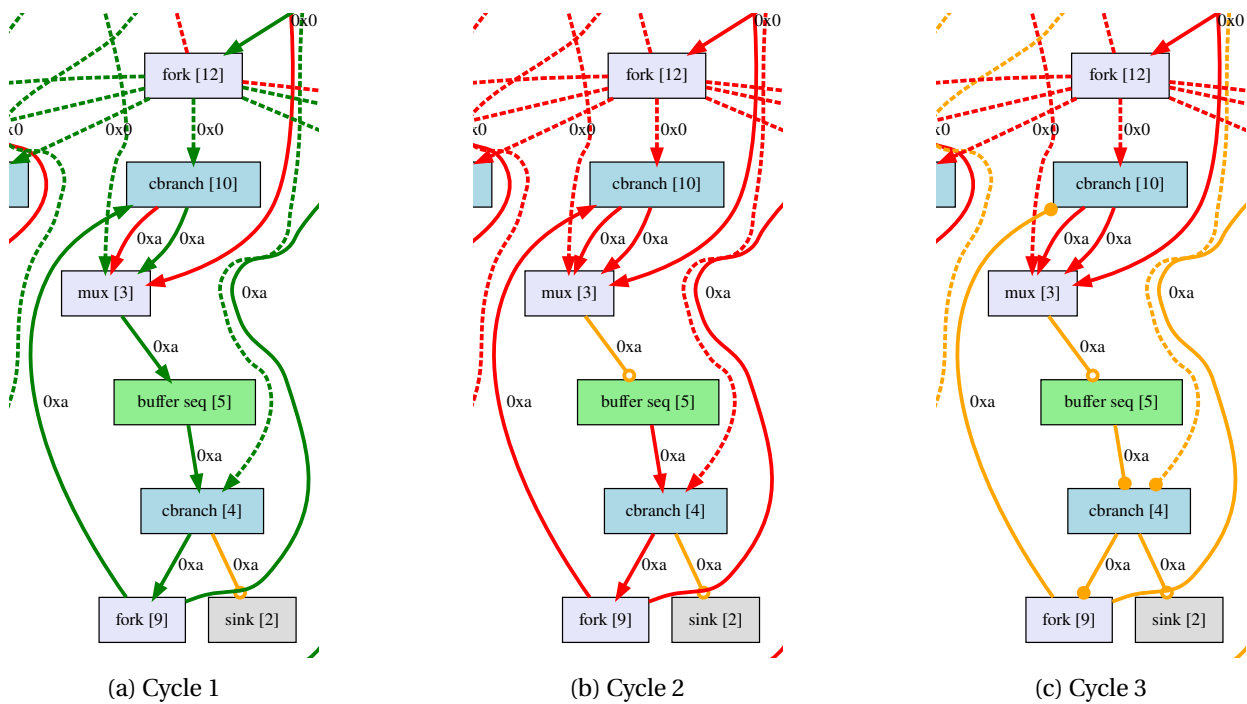 0x0
fork [12]
x0
0x0
0x0
cbranch [10]
0xa
0xa
mux [3]
0xa
0xa
0xa
buffer seq [5]
0xa
cbranch [4]
0xa
0xa
fork [9]
sink [2]
(a) Cycle 1
0x0
fork [12]
x0
0x0
0x0
cbranch [10]
0xa
0xa
mux [3]
0xa
0xa
0xa
buffer seq [5]
0xa
cbranch [4]
0xa
0xa
fork [9]
sink [2]
(b) Cycle 2
0x0
fork [12]
x0
0x0
0x0
cbranch [10]
0xa
0xa
mux [3]
0xa
0xa
0xa
buffer seq [5]
0xa
cbranch [4]
0xa
0xa
fork [9]
sink [2]
(c) Cycle 3